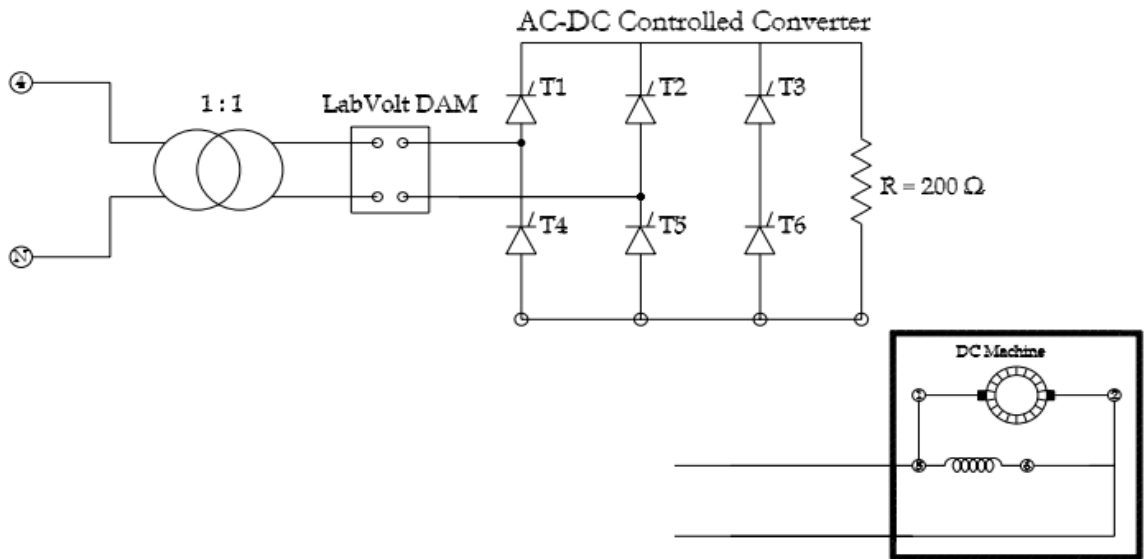 AC-DC Controlled Converter
4
1 : 1
LabVolt DAM
T1
T2
T3
R = 200 Ω
T4
T5
T6
N
DC Machine
1
2
5
6